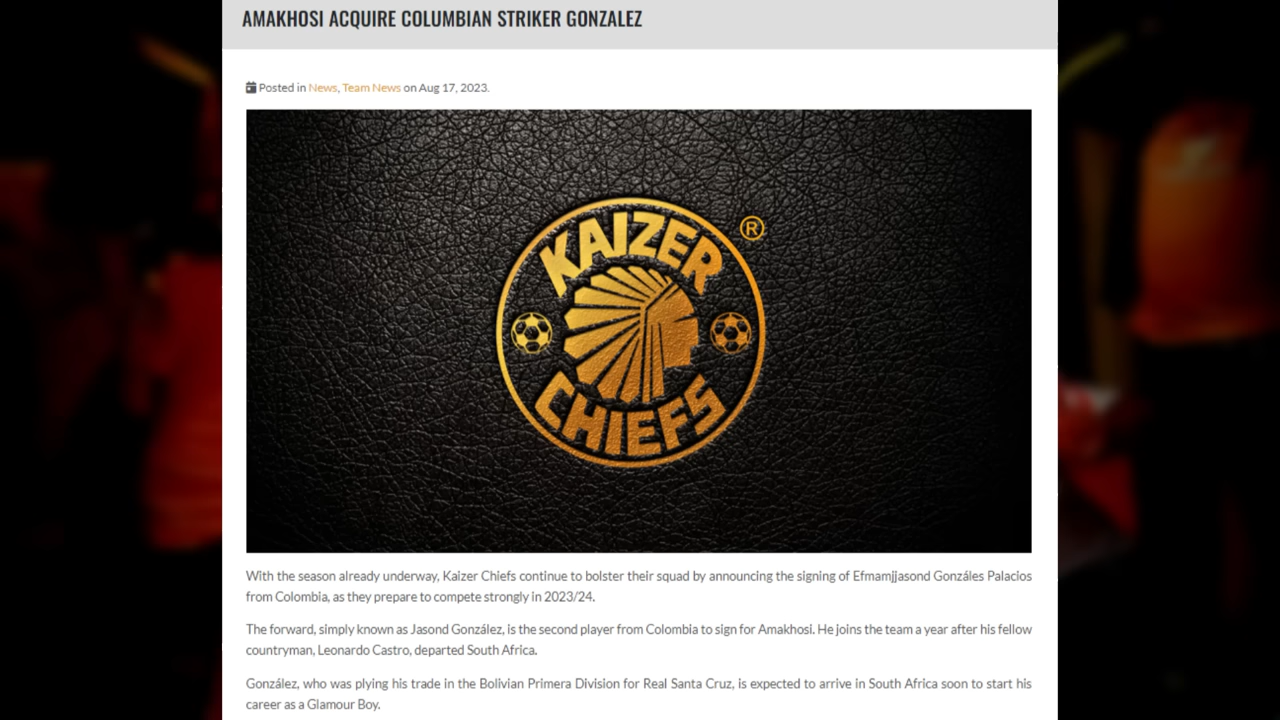 AMAKHOSI ACQUIRE COLUMBIAN STRIKER GONZALEZ
Posted in News, Team News on Aug 17, 2023.
KAIZER
®
CHIEFS
With the season already underway, Kaizer Chiefs continue to bolster their squad by announcing the signing of Efmamjjasond Gonzáles Palacios
from Colombia, as they prepare to compete strongly in 2023/24.
The forward, simply known as Jasond González, is the second player from Colombia to sign for Amakhosi. He joins the team a year after his fellow
countryman, Leonardo Castro, departed South Africa.
González, who was plying his trade in the Bolivian Primera Division for Real Santa Cruz, is expected to arrive in South Africa soon to start his
career as a Glamour Boy.